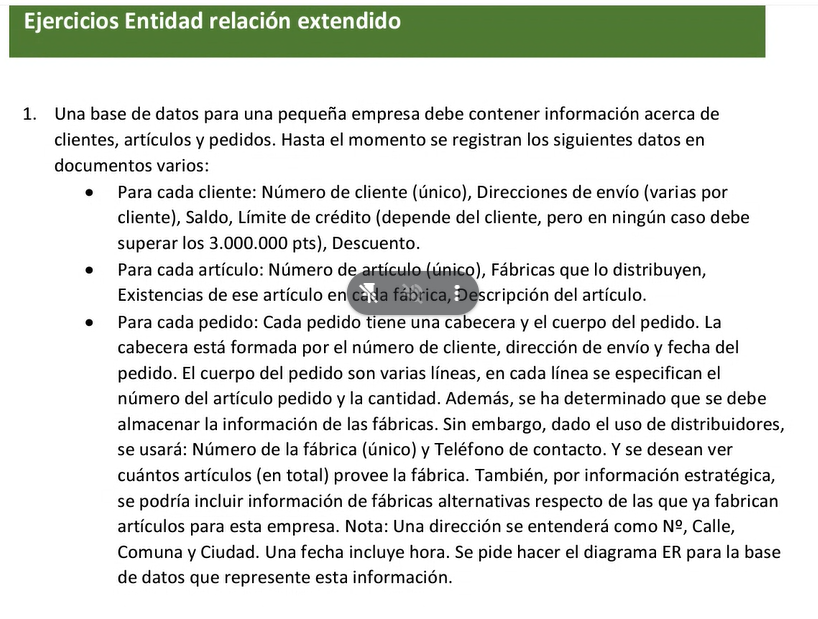 Ejercicios Entidad relación extendido
1. Una base de datos para una pequeña empresa debe contener información acerca de
clientes, artículos y pedidos. Hasta el momento se registran los siguientes datos en
documentos varios:
• Para cada cliente: Número de cliente (único), Direcciones de envío (varias por
cliente), Saldo, Límite de crédito (depende del cliente, pero en ningún caso debe
superar los 3.000.000 pts), Descuento.
• Para cada artículo: Número de artículo (único), Fábricas que lo distribuyen,
Existencias de ese artículo en cada fábrica, Descripción del artículo.
• Para cada pedido: Cada pedido tiene una cabecera y el cuerpo del pedido. La
cabecera está formada por el número de cliente, dirección de envío y fecha del
pedido. El cuerpo del pedido son varias líneas, en cada línea se especifican el
número del artículo pedido y la cantidad. Además, se ha determinado que se debe
almacenar la información de las fábricas. Sin embargo, dado el uso de distribuidores,
se usará: Número de la fábrica (único) y Teléfono de contacto. Y se desean ver
cuántos artículos (en total) provee la fábrica. También, por información estratégica,
se podría incluir información de fábricas alternativas respecto de las que ya fabrican
artículos para esta empresa. Nota: Una dirección se entenderá como Nº, Calle,
Comuna y Ciudad. Una fecha incluye hora. Se pide hacer el diagrama ER para la base
de datos que represente esta información.